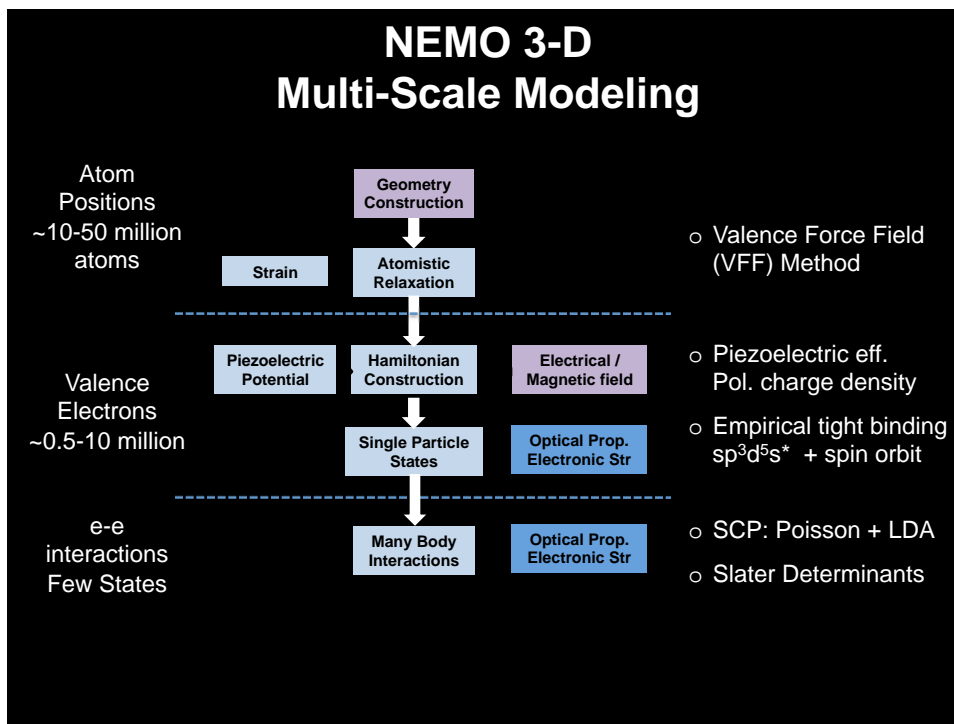 NEMO 3-D
Multi-Scale Modeling
Atom
Positions
~10-50 million
atoms
Geometry
Construction
Strain
Atomistic
Relaxation
o Valence Force Field
(VFF) Method
Valence
Electrons
~0.5-10 million
Piezoelectric
Potential
Hamiltonian
Construction
Electrical /
Magnetic field
o Piezoelectric eff.
Pol. charge density
Single Particle
States
Optical Prop.
Electronic Str
o Empirical tight binding
sp³d⁵s* + spin orbit
e-e
interactions
Few States
Many Body
Interactions
Optical Prop.
Electronic Str
o SCP: Poisson + LDA
o Slater Determinants